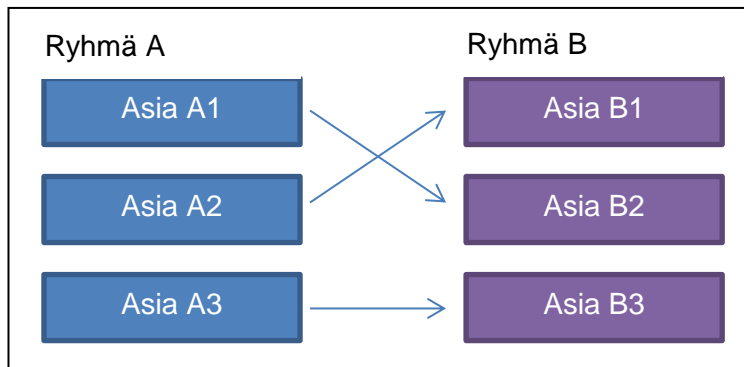 Ryhmä A
Ryhmä B
Asia A1
Asia B1
Asia A2
Asia B2
Asia A3
Asia B3